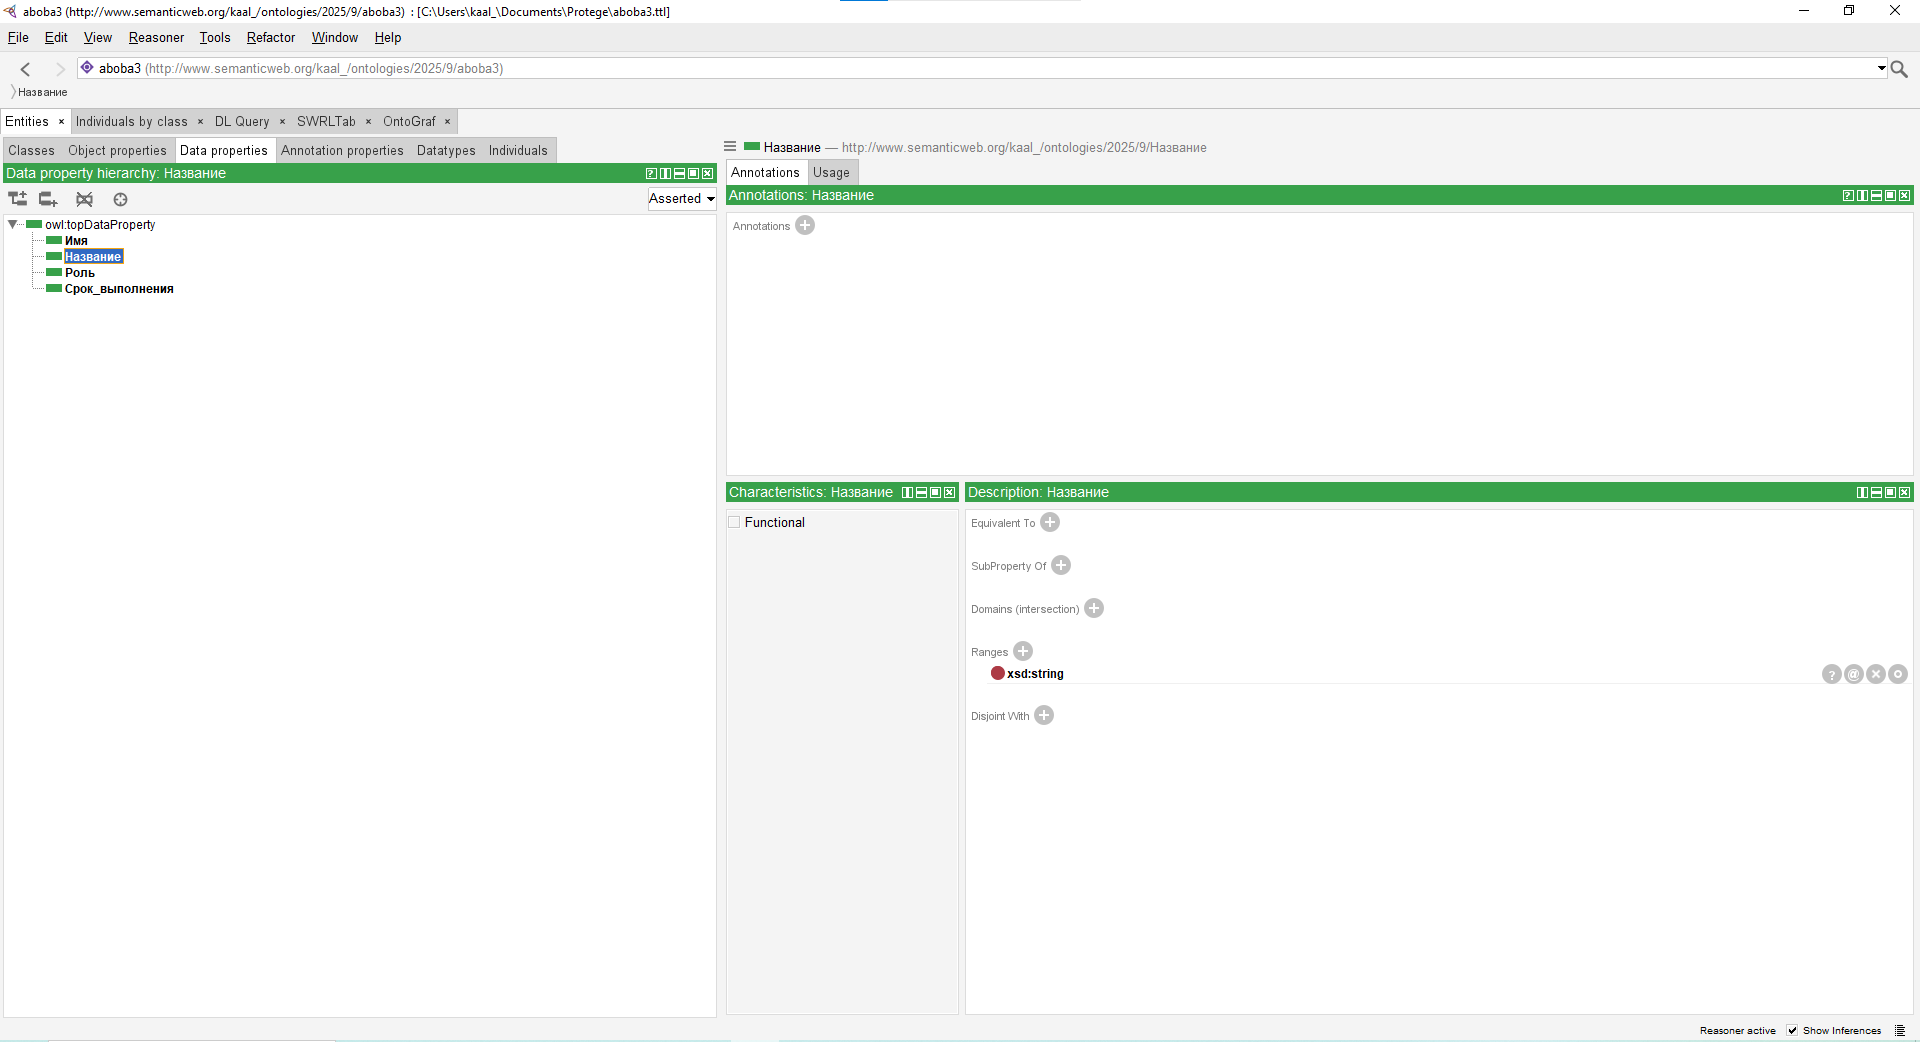 aboba3 (http://www.semanticweb.org/kaal_/ontologies/2025/9/aboba3) : [C:\Users\kaal_\Documents\Protege\aboba3.ttl]
File Edit View Reasoner Tools Refactor Window Help
aboba3 (http://www.semanticweb.org/kaal_/ontologies/2025/9/aboba3)
Название
Entities × Individuals by class × DL Query × SWRLTab × OntoGraf ×
Classes Object properties Data properties Annotation properties Datatypes Individuals
Data property hierarchy: Название
Asserted
owl:topDataProperty
Имя
Название
Роль
Срок_выполнения
Название — http://www.semanticweb.org/kaal_/ontologies/2025/9/Название
Annotations Usage
Annotations: Название
Annotations
Characteristics: Название
Functional
Description: Название
Equivalent To
SubProperty Of
Domains (intersection)
Ranges
xsd:string
Disjoint With
Reasoner active Show Inferences